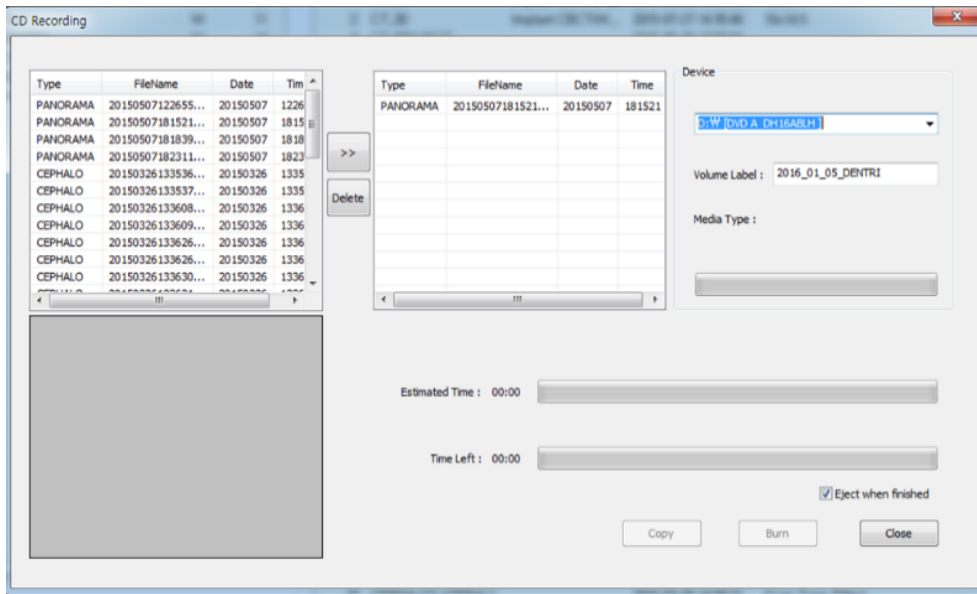 CD Recording
Device
Type FileName Date Tim
PANORAMA 20150507122655... 20150507 1226
PANORAMA 20150507181521... 20150507 1815
PANORAMA 20150507181839... 20150507 1818
PANORAMA 20150507182311... 20150507 1823
CEPHALO 20150326133536... 20150326 1335
CEPHALO 20150326133537... 20150326 1335
CEPHALO 20150326133608... 20150326 1336
CEPHALO 20150326133609... 20150326 1336
CEPHALO 20150326133626... 20150326 1336
CEPHALO 20150326133626... 20150326 1336
CEPHALO 20150326133630... 20150326 1336
>>
Delete
Type FileName Date Time
PANORAMA 20150507181521... 20150507 181521
D:₩ [DVD A DH16ABLH ]
Volume Label : 2016_01_05_DENTRI
Media Type :
Estimated Time : 00:00
Time Left : 00:00
Eject when finished
Copy Burn Close